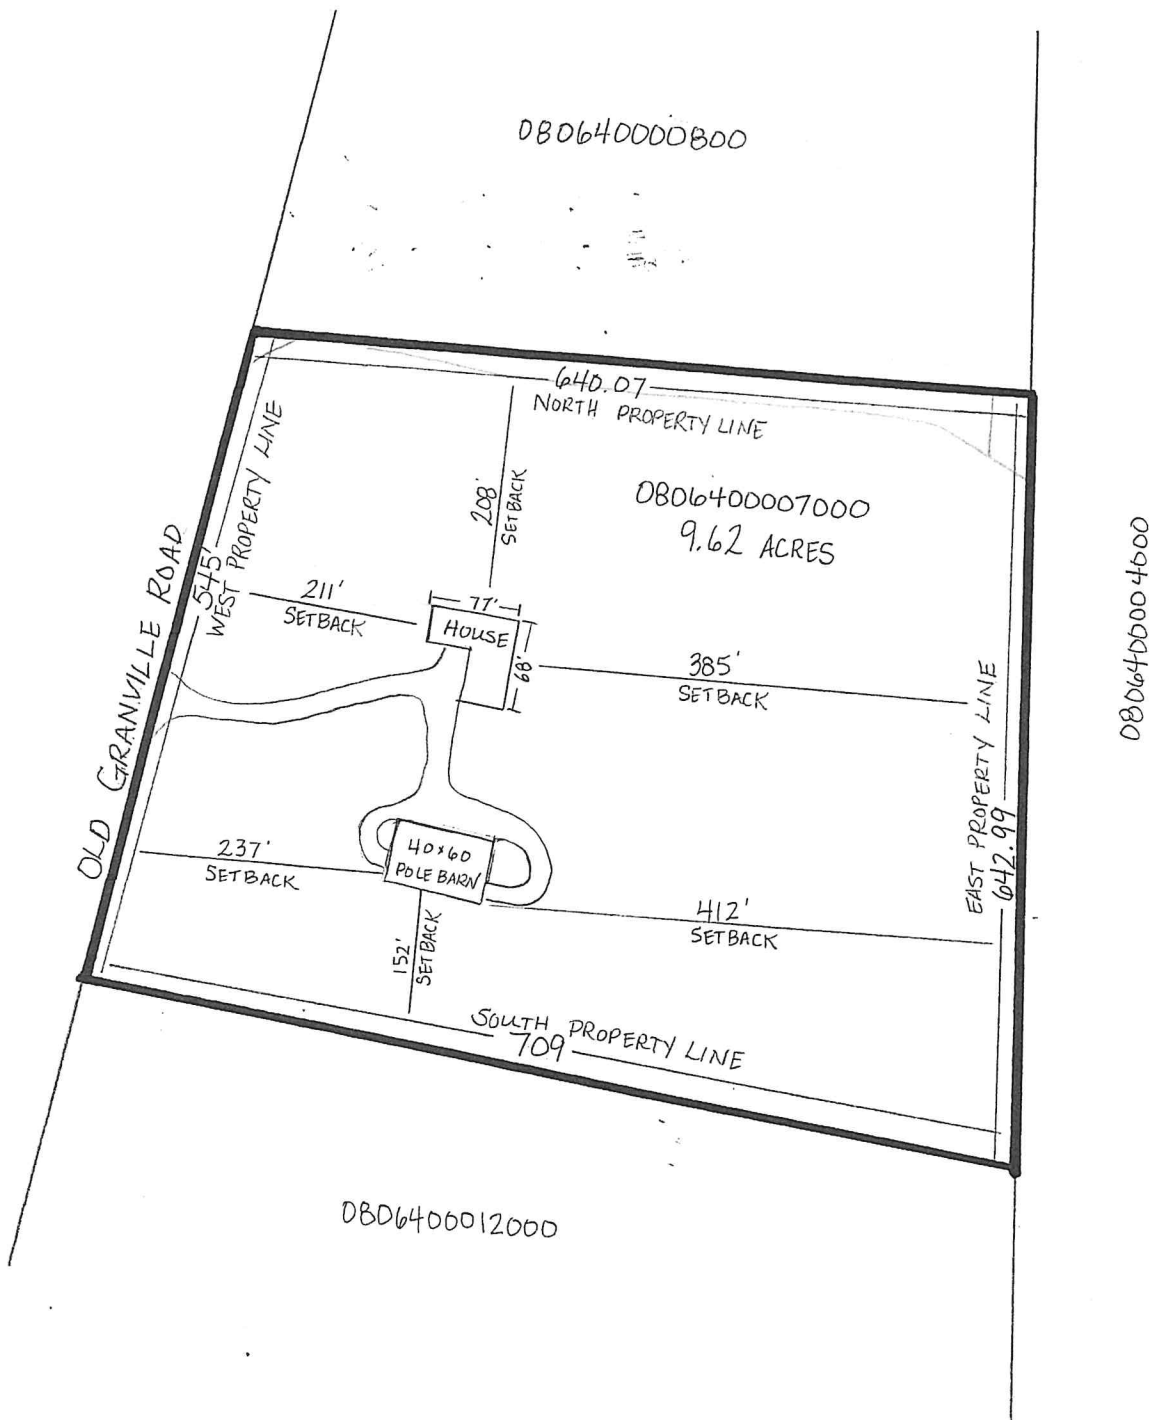 080640000800
640.07
NORTH PROPERTY LINE
545'
WEST PROPERTY LINE
OLD GRANVILLE ROAD
208'
SETBACK
0806400007000
9.62 ACRES
0806400004000
211'
SETBACK
77'
HOUSE
68'
385'
SETBACK
EAST PROPERTY LINE
642.99
237'
SETBACK
40x60
POLE BARN
412'
SETBACK
152'
SETBACK
SOUTH PROPERTY LINE
709
0806400012000